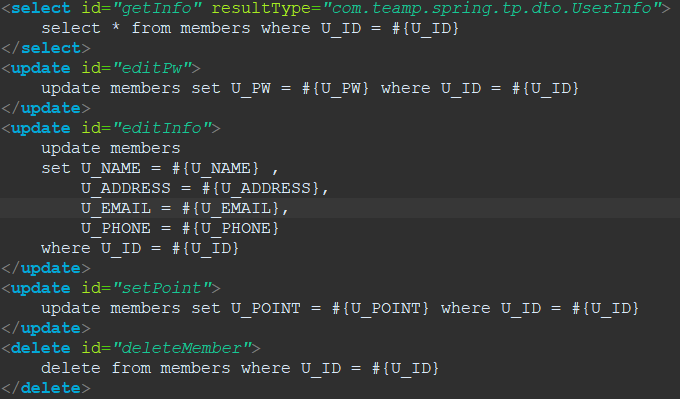 <select id="getInfo" resultType="com.teamp.spring.tp.dto.UserInfo">
    select * from members where U_ID = #{U_ID}
</select>
<update id="editPw">
    update members set U_PW = #{U_PW} where U_ID = #{U_ID}
</update>
<update id="editInfo">
    update members
    set U_NAME = #{U_NAME} ,
        U_ADDRESS = #{U_ADDRESS},
        U_EMAIL = #{U_EMAIL},
        U_PHONE = #{U_PHONE}
    where U_ID = #{U_ID}
</update>
<update id="setPoint">
    update members set U_POINT = #{U_POINT} where U_ID = #{U_ID}
</update>
<delete id="deleteMember">
    delete from members where U_ID = #{U_ID}
</delete>